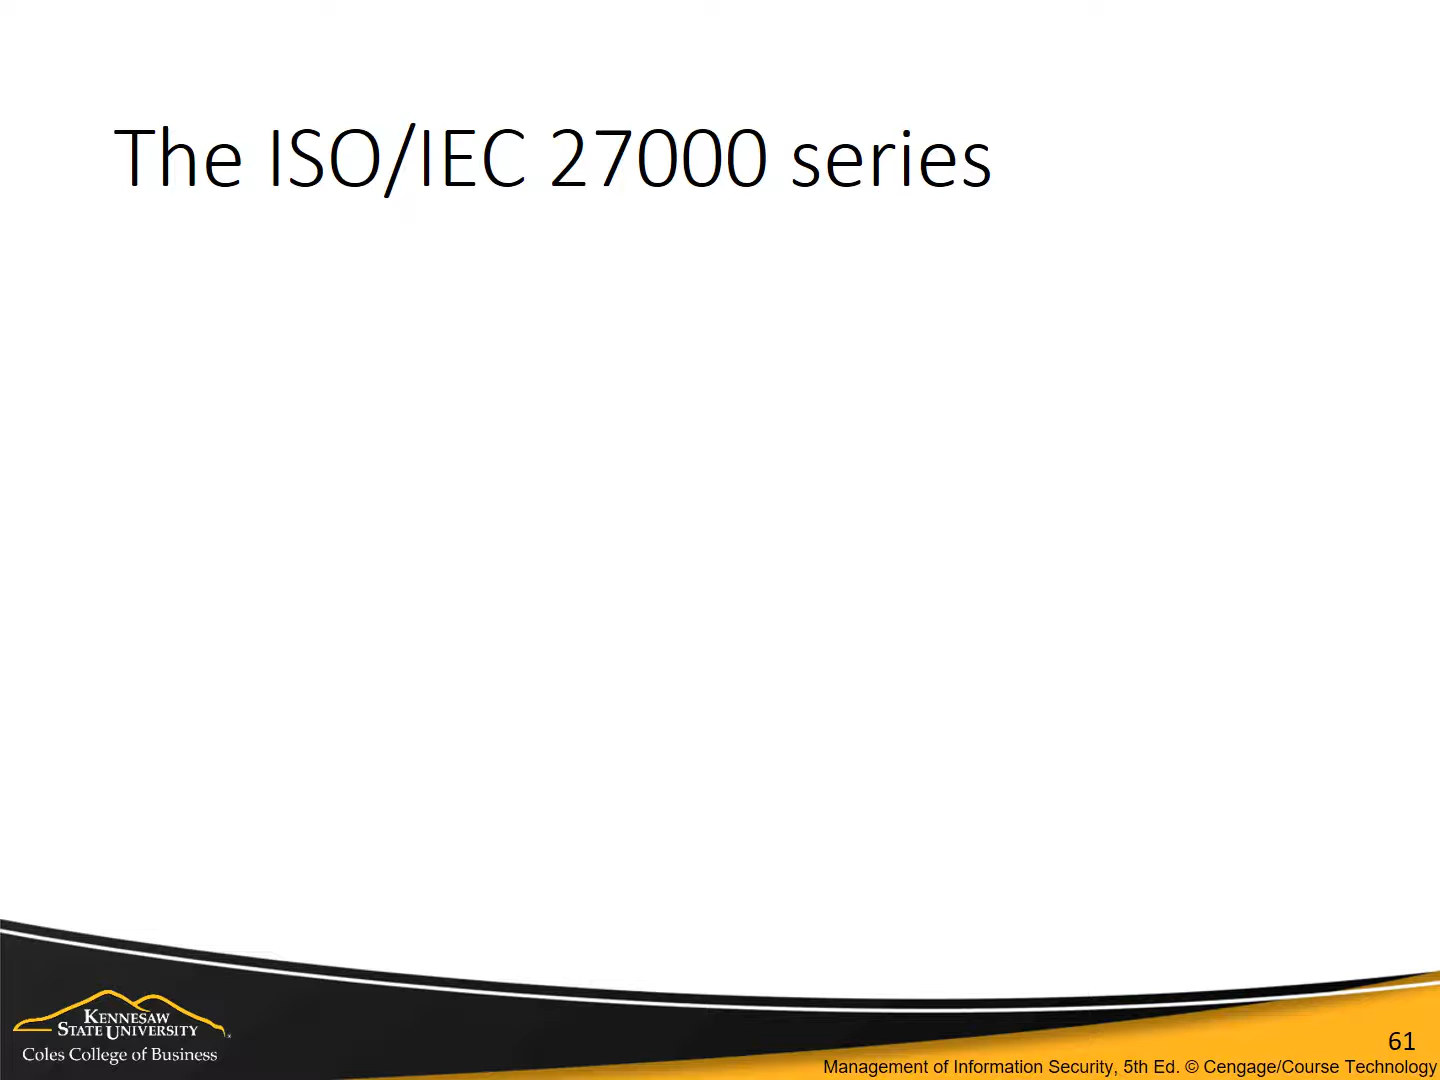 The ISO/IEC 27000 series
KENNESAW
STATE UNIVERSITY
Coles College of Business
61
Management of Information Security, 5th Ed. © Cengage/Course Technology